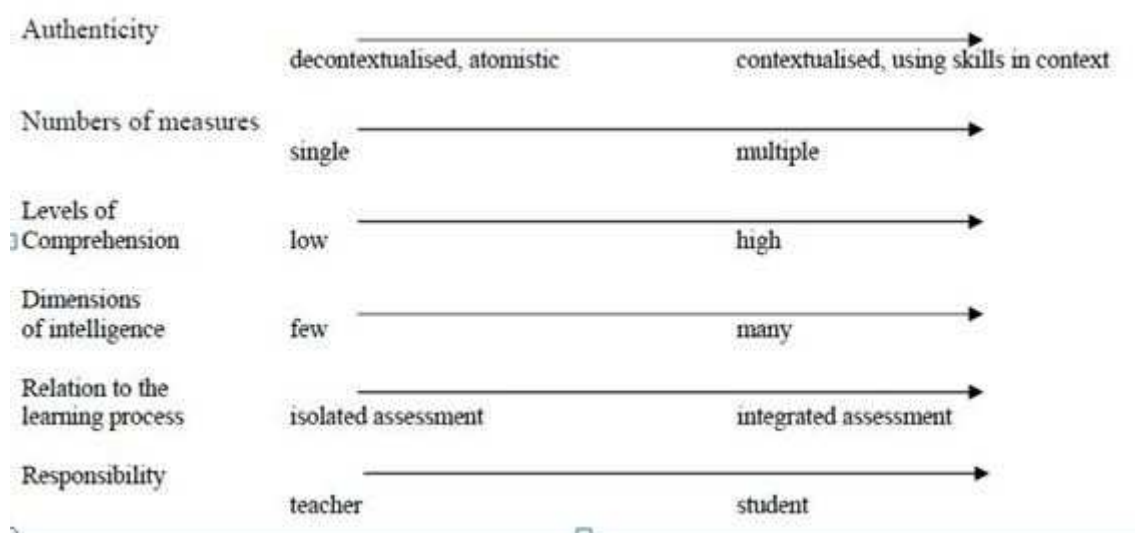 Authenticity
decontextualised, atomistic
contextualised, using skills in context
Numbers of measures
single
multiple
Levels of
Comprehension
low
high
Dimensions
of intelligence
few
many
Relation to the
learning process
isolated assessment
integrated assessment
Responsibility
teacher
student